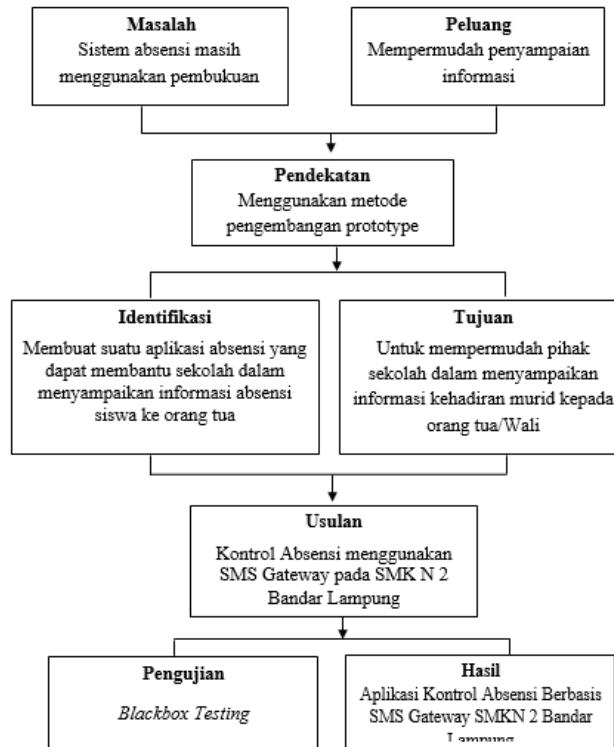 Masalah
Sistem absensi masih
menggunakan pembukuan
Peluang
Mempermudah penyampaian
informasi
Pendekatan
Menggunakan metode
pengembangan prototype
Identifikasi
Membuat suatu aplikasi absensi yang
dapat membantu sekolah dalam
menyampaikan informasi absensi
siswa ke orang tua
Tujuan
Untuk mempermudah pihak
sekolah dalam menyampaikan
informasi kehadiran murid kepada
orang tua/Wali
Usulan
Kontrol Absensi menggunakan
SMS Gateway pada SMK N 2
Bandar Lampung
Pengujian
Blackbox Testing
Hasil
Aplikasi Kontrol Absensi Berbasis
SMS Gateway SMKN 2 Bandar
Lampung